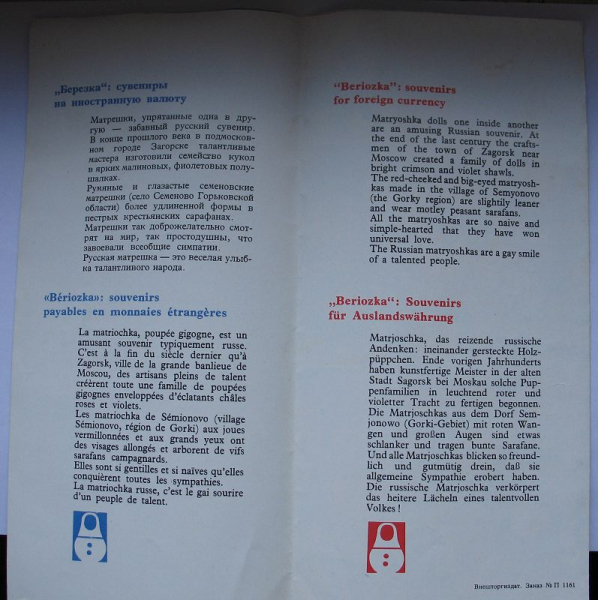 „Березка“: сувениры
на иностранную валюту
Матрешки, упрятанные одна в дру-
гую — забавный русский сувенир.
В конце прошлого века в подмосков-
ном городе Загорске талантливые
мастера изготовили семейство кукол
в ярких малиновых, фиолетовых полу-
шалках.
Румяные и глазастые семеновские
матрешки (село Семеново Горьковской
области) более удлиненной формы в
пестрых крестьянских сарафанах.
Матрешки так доброжелательно смот-
рят на мир, так простодушны, что
завоевали всеобщие симпатии.
Русская матрешка — это веселая улыб-
ка талантливого народа.
«Bériozka»: souvenirs
payables en monnaies étrangères
La matriochka, poupée gigogne, est un
amusant souvenir typiquement russe.
C'est à la fin du siècle dernier qu'à
Zagorsk, ville de la grande banlieue de
Moscou, des artisans pleins de talent
créèrent toute une famille de poupées
gigognes enveloppées d'éclatants châles
roses et violets.
Les matriochka de Sémionovo (village
Sémionovo, région de Gorki) aux joues
vermillonnées et aux grands yeux ont
des visages allongés et arborent de vifs
sarafans campagnards.
Elles sont si gentilles et si naïves qu'elles
conquièrent toutes les sympathies.
La matriochka russe, c'est le gai sourire
d'un peuple de talent.
“Beriozka“: souvenirs
for foreign currency
Matryoshka dolls one inside another
are an amusing Russian souvenir. At
the end of the last century the crafts-
men of the town of Zagorsk near
Moscow created a family of dolls in
bright crimson and violet shawls.
The red-cheeked and big-eyed matryosh-
kas made in the village of Semyonovo
(the Gorky region) are slightly leaner
and wear motley peasant sarafans.
All the matryoshkas are so naive and
simple-hearted that they have won
universal love.
The Russian matryoshkas are a gay smile
of a talented people.
„Beriozka“: Souvenirs
für Auslandswährung
Matrjoschka, das reizende russische
Andenken: ineinander gersteckte Holz-
püppchen. Ende vorigen Jahrhunderts
haben kunstfertige Meister in der alten
Stadt Sagorsk bei Moskau solche Pup-
penfamilien in leuchtend roter und
violetter Tracht zu fertigen begonnen.
Die Matrjoschkas aus dem Dorf Sem-
jonowo (Gorki-Gebiet) mit roten Wan-
gen und großen Augen sind etwas
schlanker und tragen bunte Sarafane.
Und alle Matrjoschkas blicken so freund-
lich und gutmütig drein, daß sie
allgemeine Sympathie erobert haben.
Die russische Matrjoschka verkörpert
das heitere Lächeln eines talentvollen
Volkes!
Внешторгиздат. Заказ № П 1161